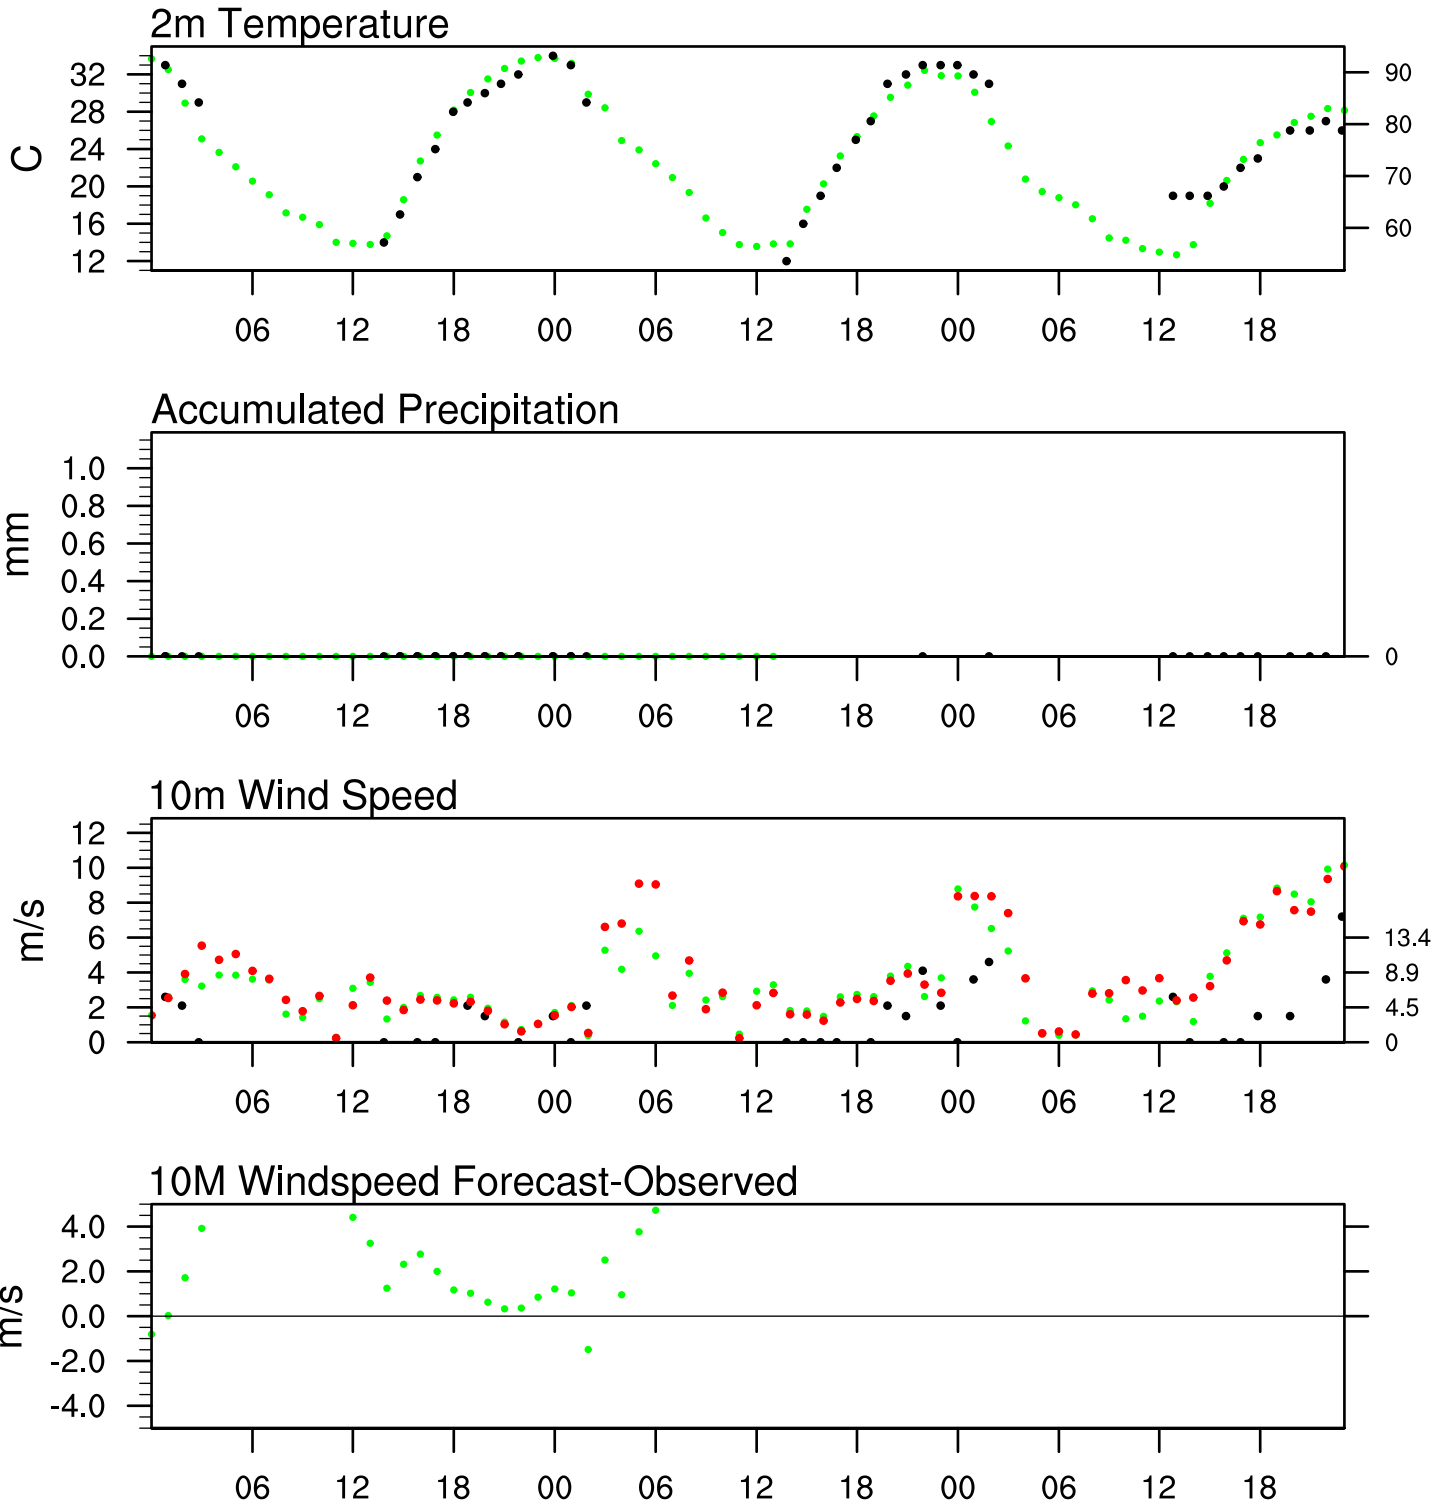 2m Temperature
32
28
24
20
16
12
C
90
80
70
60
06 12 18 00 06 12 18 00 06 12 18
Accumulated Precipitation
1.0
0.8
0.6
0.4
0.2
0.0
mm
0
06 12 18 00 06 12 18 00 06 12 18
10m Wind Speed
12
10
8
6
4
2
0
m/s
13.4
8.9
4.5
0
06 12 18 00 06 12 18 00 06 12 18
10M Windspeed Forecast-Observed
4.0
2.0
0.0
-2.0
-4.0
m/s
06 12 18 00 06 12 18 00 06 12 18